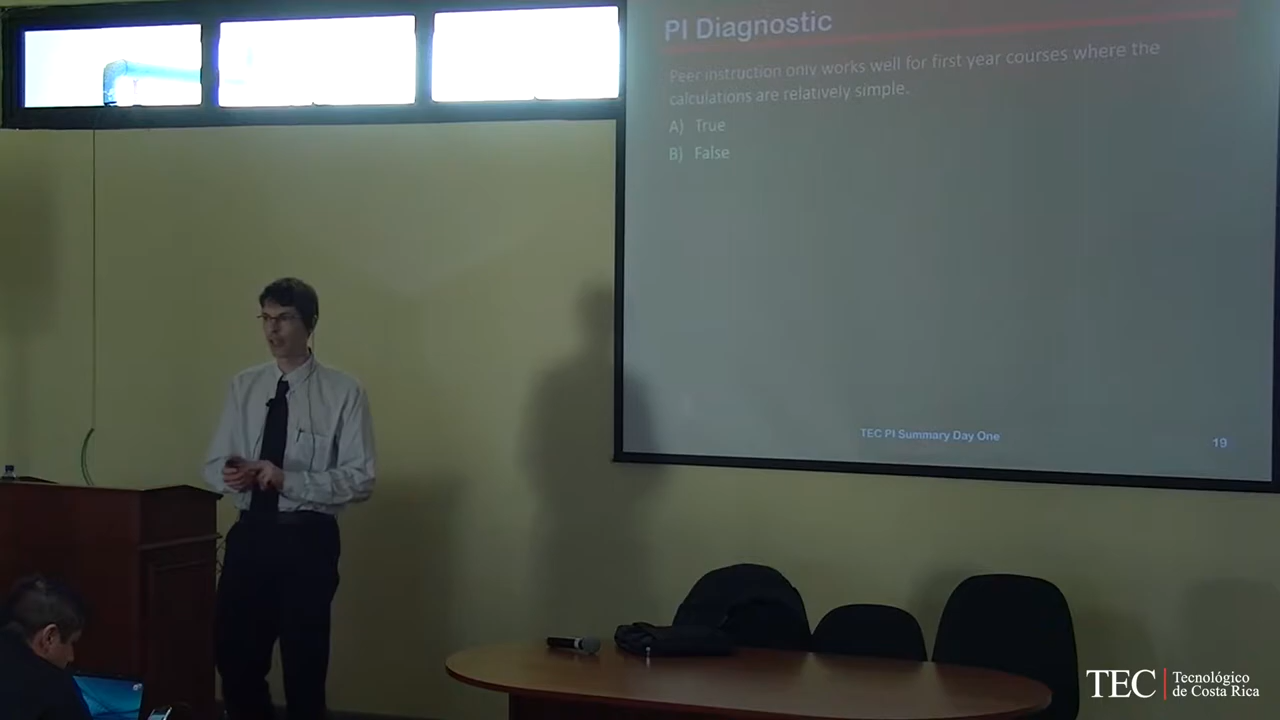 PI Diagnostic
Peer instruction only works well for first year courses where the
calculations are relatively simple.
A) True
B) False
TEC PI Summary Day One
19
TEC | Tecnológico
de Costa Rica